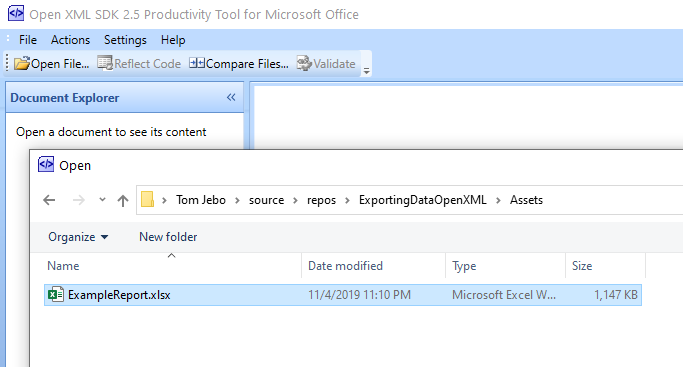 Open XML SDK 2.5 Productivity Tool for Microsoft Office
File Actions Settings Help
Open File... Reflect Code Compare Files... Validate
Document Explorer «
Open a document to see its content
Open
Tom Jebo > source > repos > ExportingDataOpenXML > Assets
Organize New folder
Name Date modified Type Size
ExampleReport.xlsx 11/4/2019 11:10 PM Microsoft Excel W... 1,147 KB